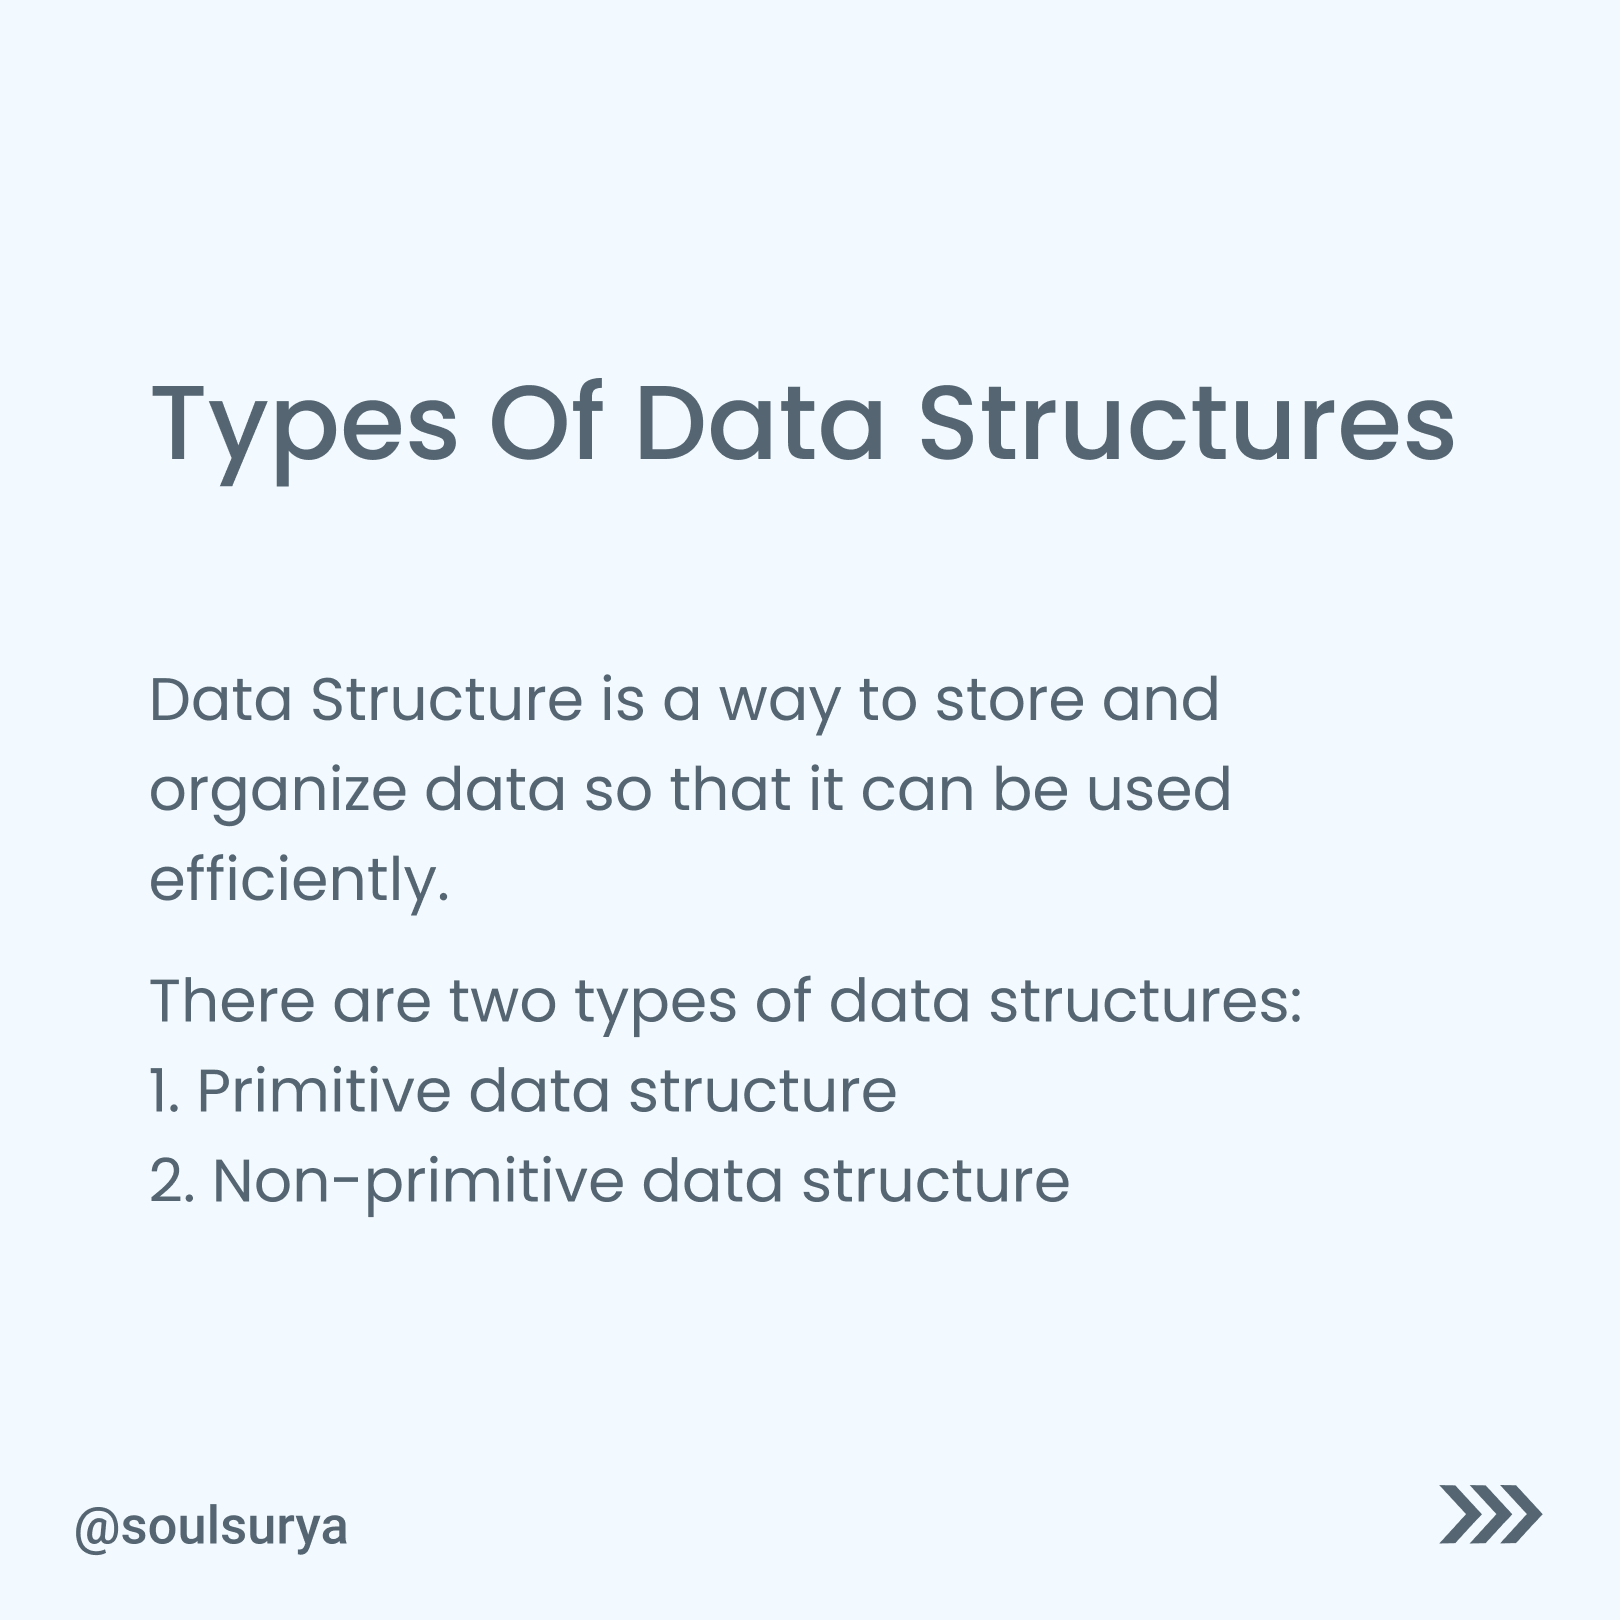 Types Of Data Structures
Data Structure is a way to store and
organize data so that it can be used
efficiently.
There are two types of data structures:
1. Primitive data structure
2. Non-primitive data structure
@soulsurya